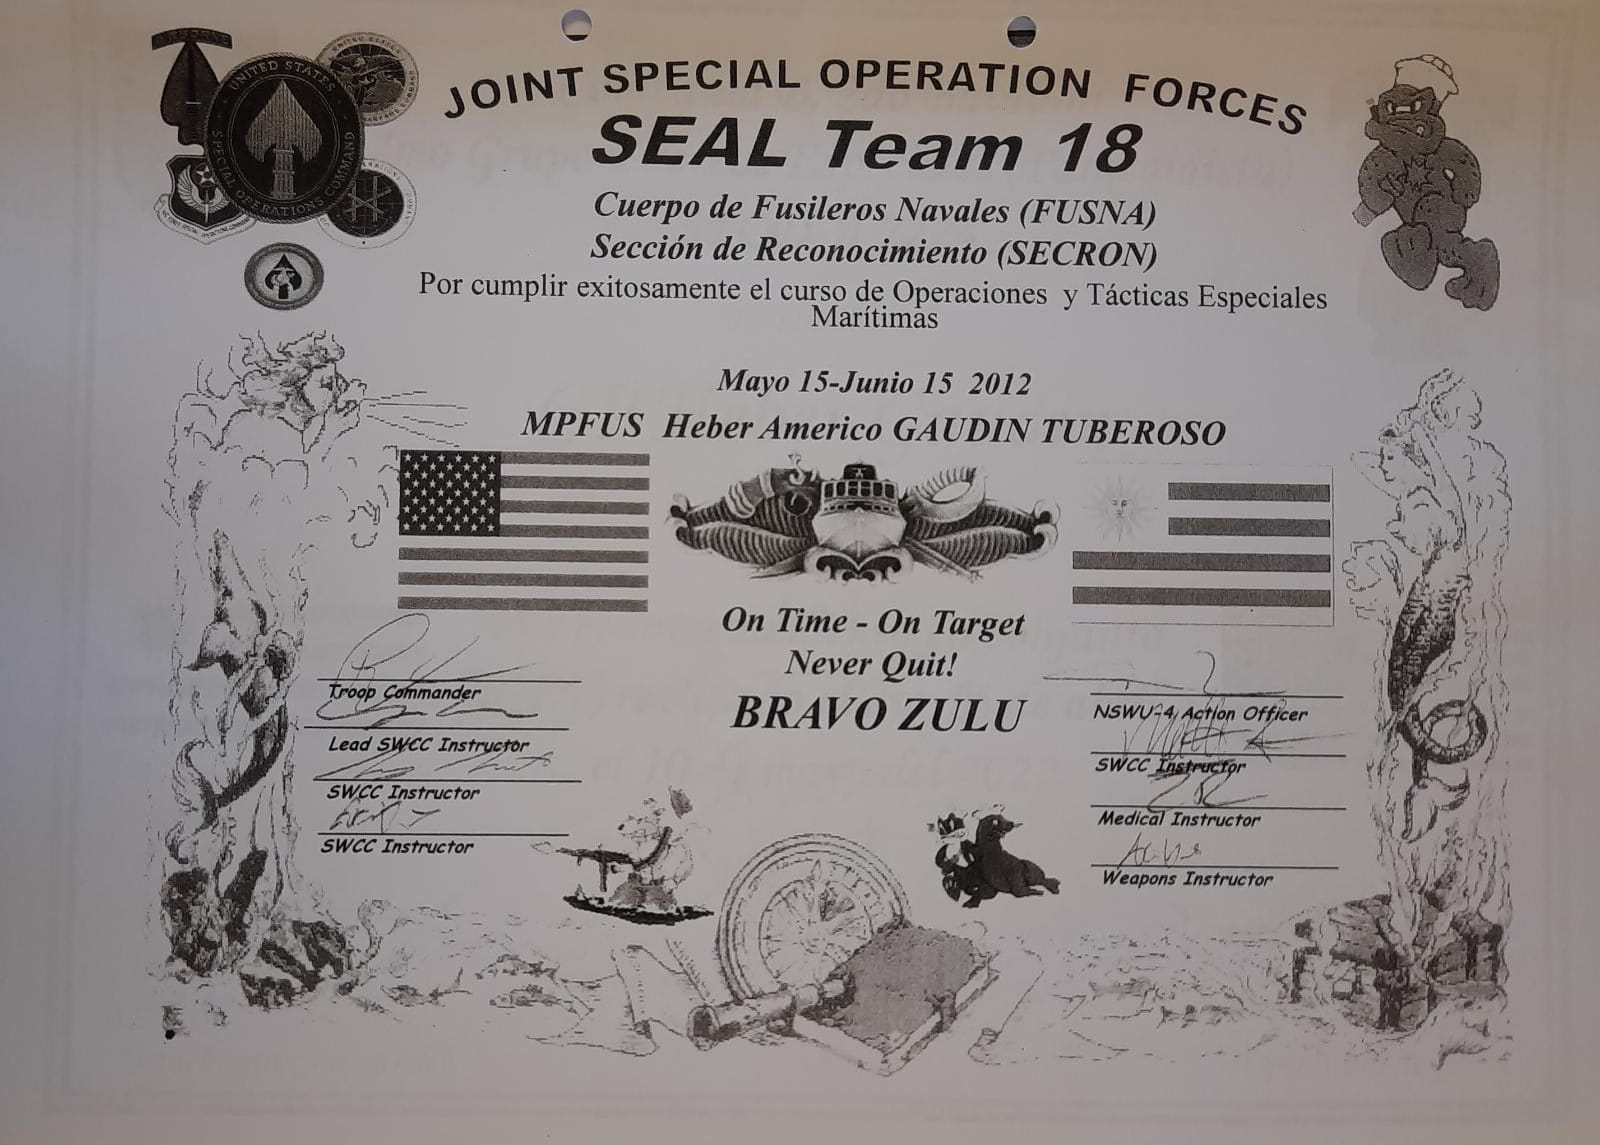 AIRBORNE
UNITED STATES
SPECIAL OPERATIONS COMMAND
JOINT SPECIAL OPERATION FORCES
SEAL Team 18
Cuerpo de Fusileros Navales (FUSNA)
Sección de Reconocimiento (SECRON)
Por cumplir exitosamente el curso de Operaciones y Tácticas Especiales
Marítimas
Mayo 15-Junio 15 2012
MPFUS Heber Americo GAUDIN TUBEROSO
On Time - On Target
Never Quit!
BRAVO ZULU
Troop Commander
Lead SWCC Instructor
SWCC Instructor
SWCC Instructor
NSWU-4 Action Officer
SWCC Instructor
Medical Instructor
Weapons Instructor